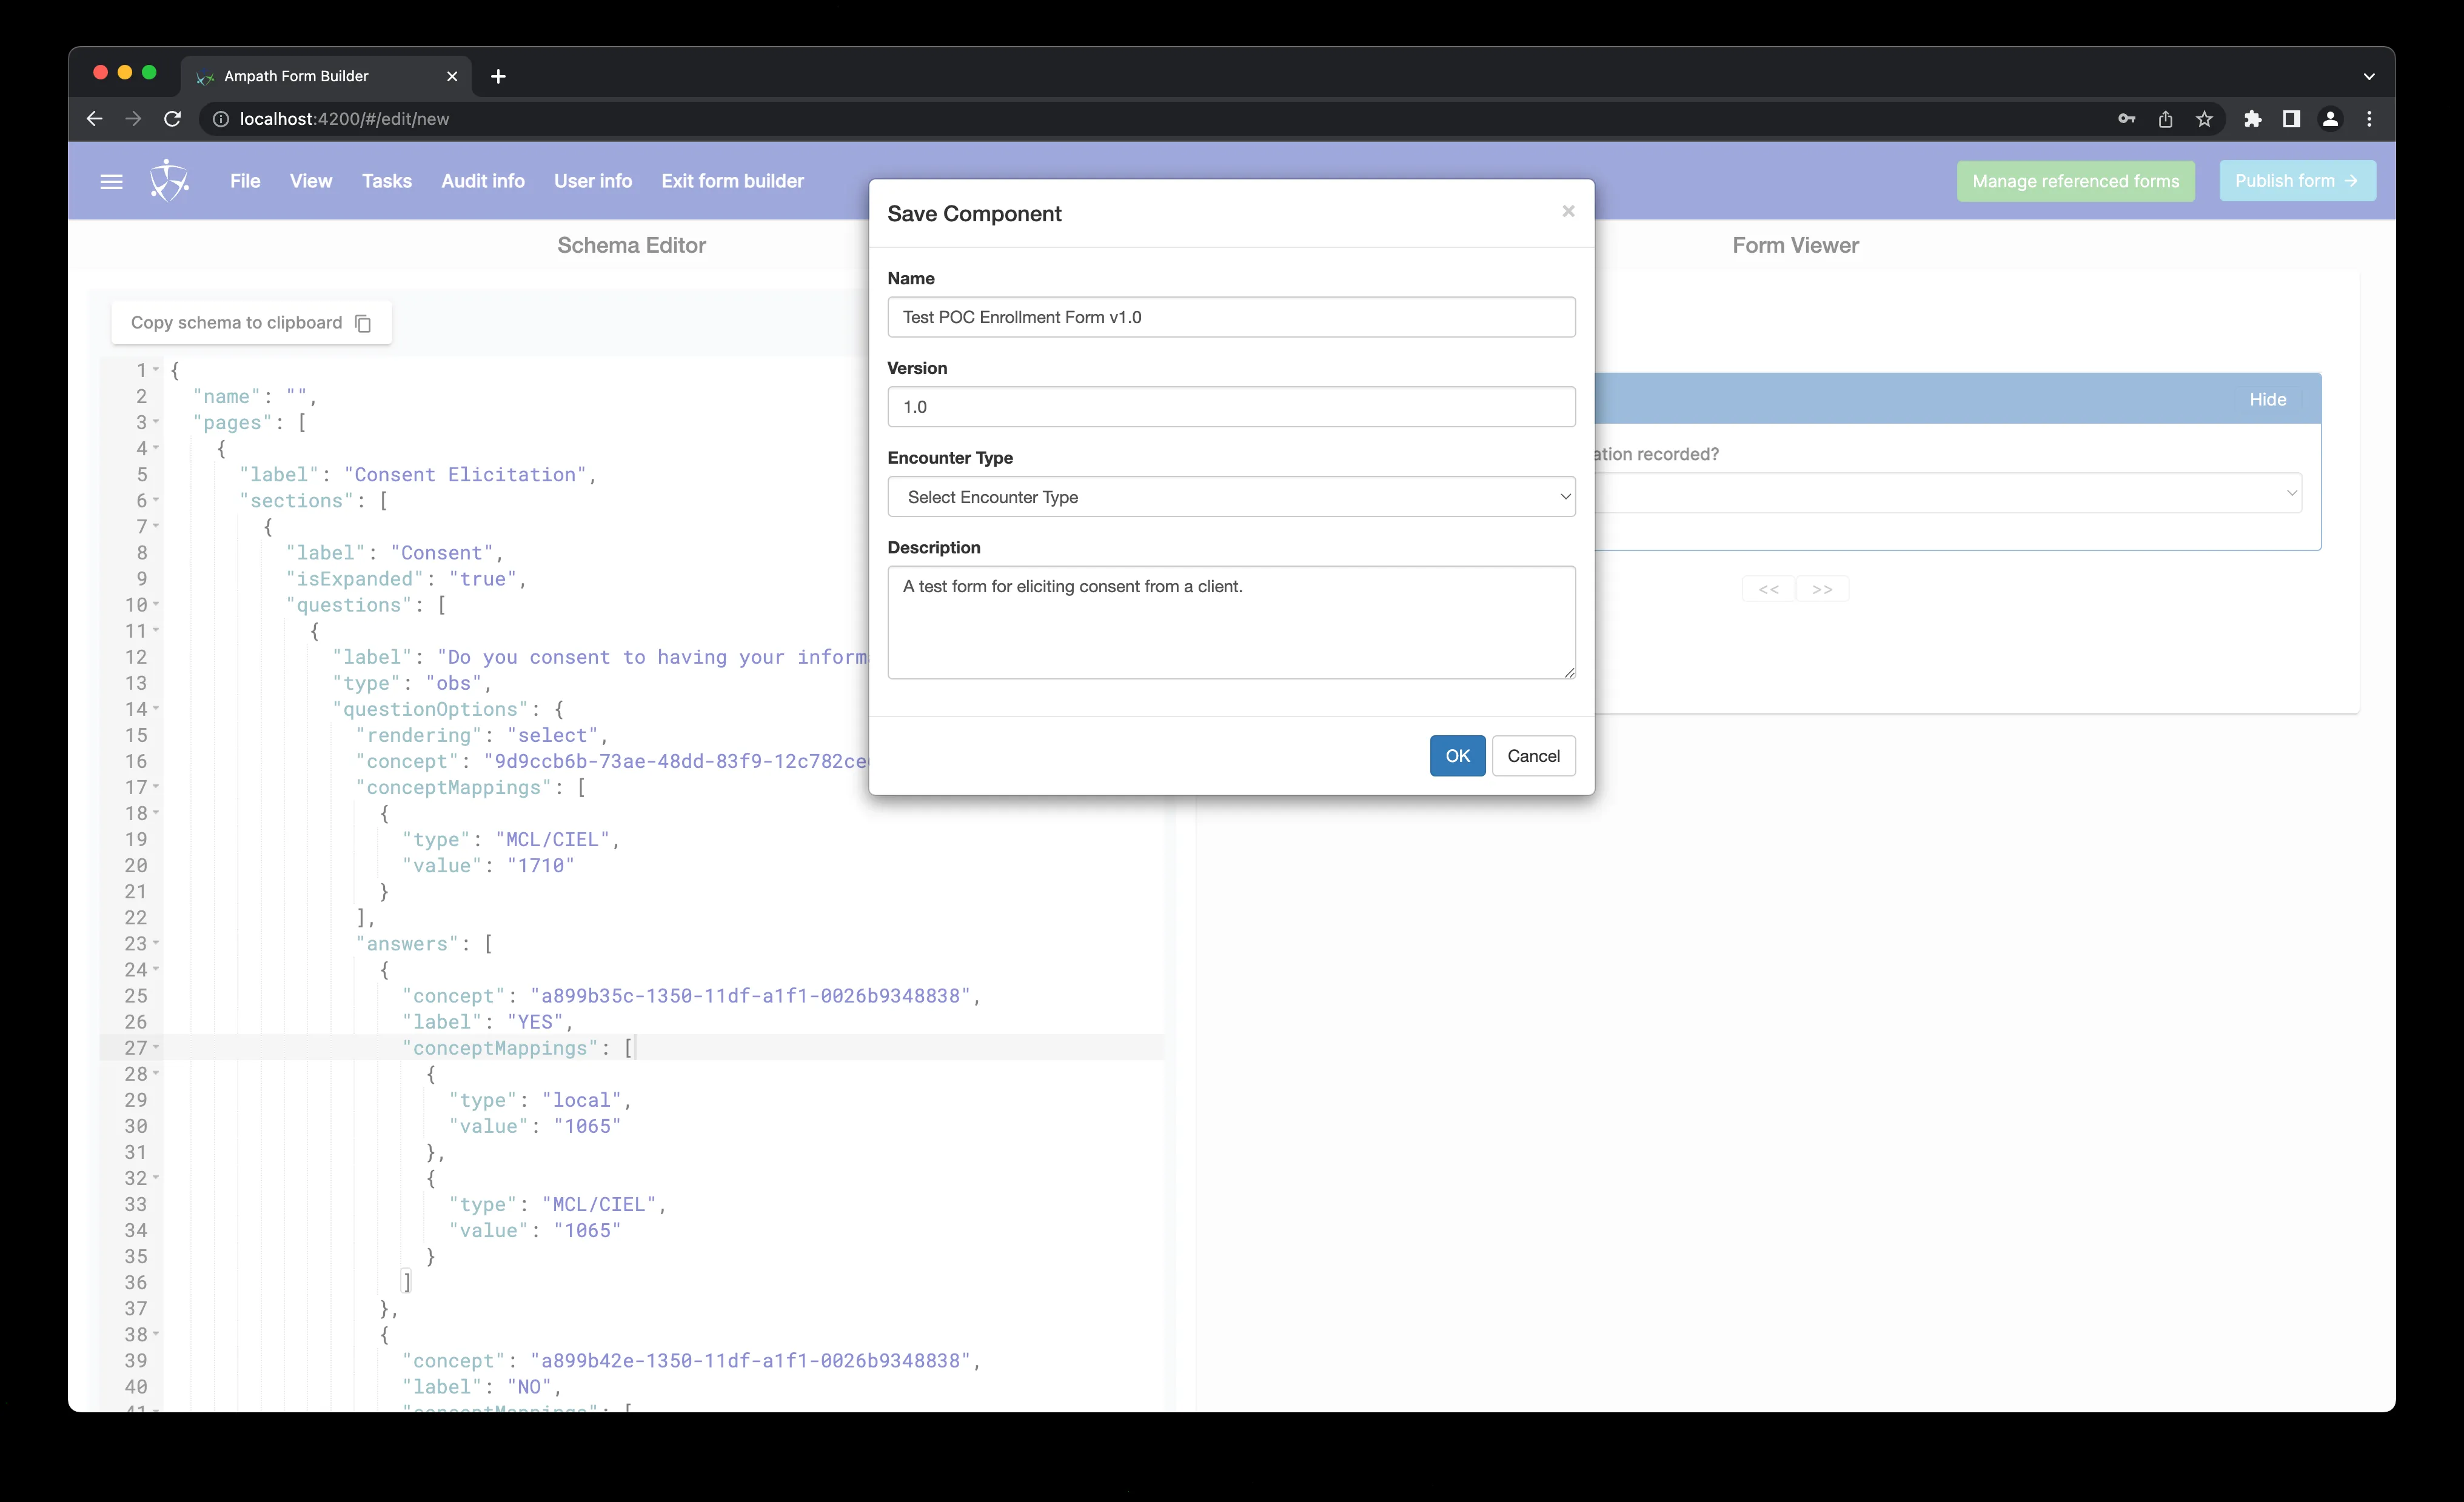 Ampath Form Builder
localhost:4200/#/edit/new
File View Tasks Audit info User info Exit form builder
Manage referenced forms
Publish form
Schema Editor
Form Viewer
Copy schema to clipboard
1 {
2 "name": "",
3 "pages": [
4 {
5 "label": "Consent Elicitation",
6 "sections": [
7 {
8 "label": "Consent",
9 "isExpanded": "true",
10 "questions": [
11 {
12 "label": "Do you consent to having your inform
13 "type": "obs",
14 "questionOptions": {
15 "rendering": "select",
16 "concept": "9d9ccb6b-73ae-48dd-83f9-12c782ce
17 "conceptMappings": [
18 {
19 "type": "MCL/CIEL",
20 "value": "1710"
21 }
22 ],
23 "answers": [
24 {
25 "concept": "a899b35c-1350-11df-a1f1-0026b9348838",
26 "label": "YES",
27 "conceptMappings": [
28 {
29 "type": "local",
30 "value": "1065"
31 },
32 {
33 "type": "MCL/CIEL",
34 "value": "1065"
35 }
36 ]
37 },
38 {
39 "concept": "a899b42e-1350-11df-a1f1-0026b9348838",
40 "label": "NO",
41 "conceptMappings": [
Save Component
×
Name
Test POC Enrollment Form v1.0
Version
1.0
Encounter Type
Select Encounter Type
Description
A test form for eliciting consent from a client.
OK
Cancel
Hide
ation recorded?
<< >>